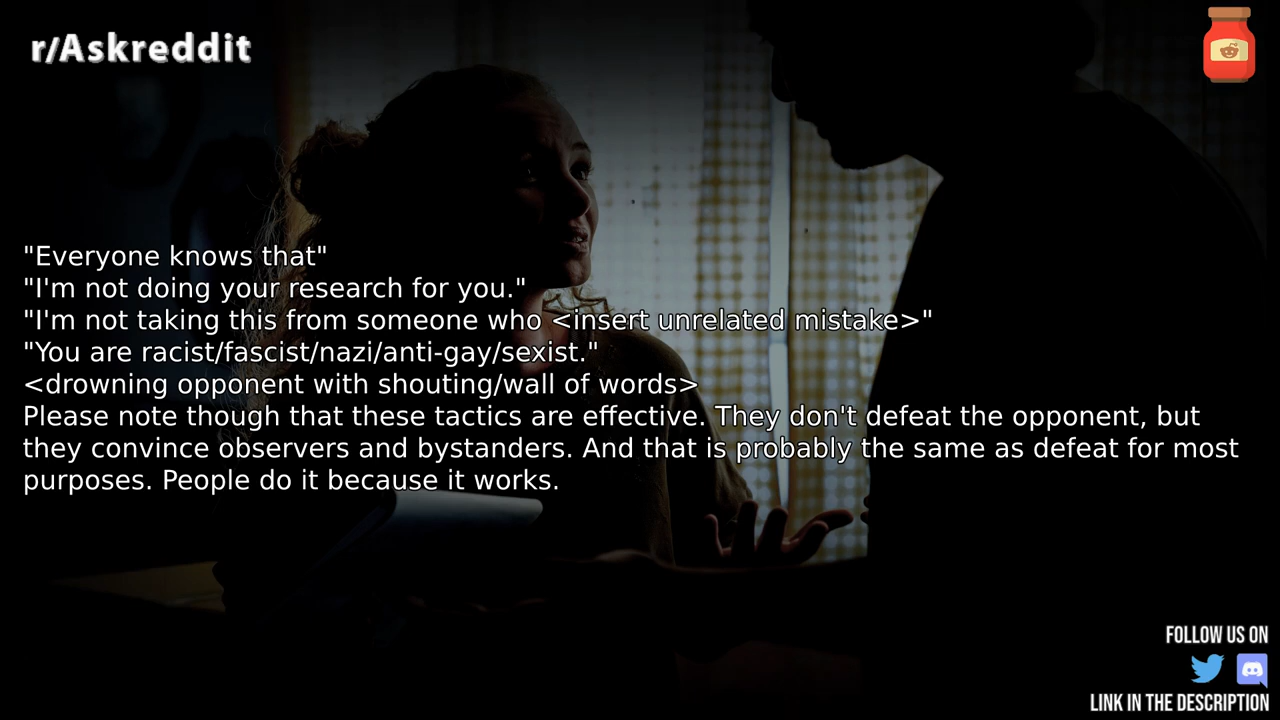 r/Askreddit
"Everyone knows that"
"I'm not doing your research for you."
"I'm not taking this from someone who <insert unrelated mistake>"
"You are racist/fascist/nazi/anti-gay/sexist."
<drowning opponent with shouting/wall of words>
Please note though that these tactics are effective. They don't defeat the opponent, but
they convince observers and bystanders. And that is probably the same as defeat for most
purposes. People do it because it works.
FOLLOW US ON
LINK IN THE DESCRIPTION